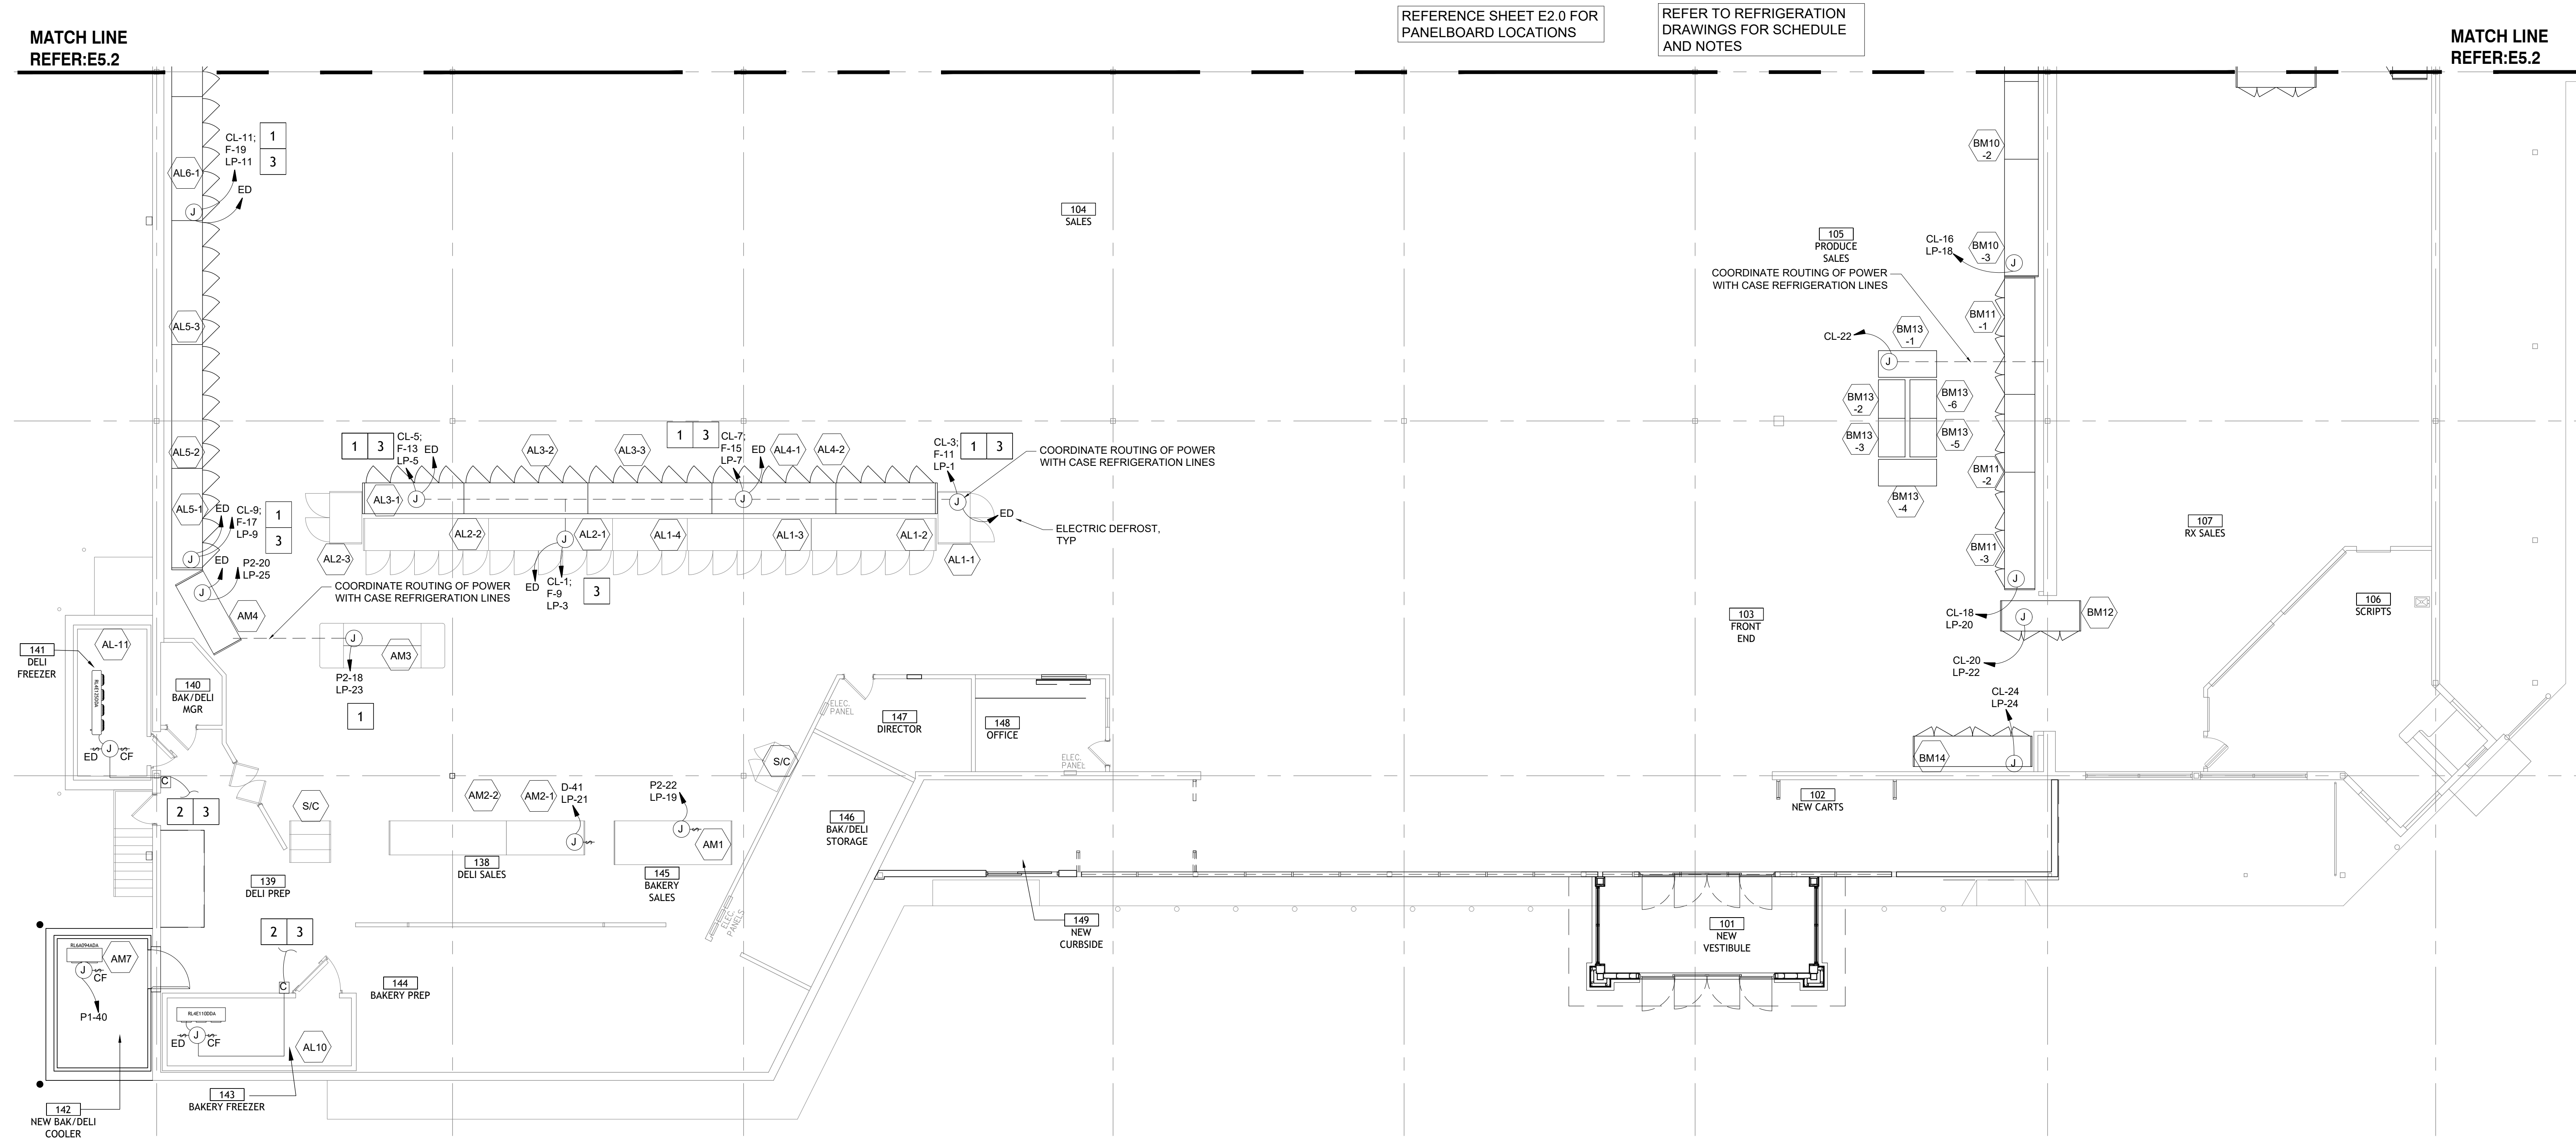 REFERENCE SHEET E2.0 FOR
PANELBOARD LOCATIONS
REFER TO REFRIGERATION
DRAWINGS FOR SCHEDULE
AND NOTES
MATCH LINE
REFER:E5.2
MATCH LINE
REFER:E5.2
CL-11;
F-19
LP-11
1
3
AL6-1
ED
J
104
SALES
105
PRODUCE
SALES
CL-16
LP-18
BM10
-2
BM10
-3
J
COORDINATE ROUTING OF POWER
WITH CASE REFRIGERATION LINES
BM11
-1
CL-22
BM13
-1
J
BM13
-2
BM13
-6
BM13
-3
BM13
-5
BM13
-4
BM11
-2
BM11
-3
J
AL5-3
AL5-2
AL5-1
ED
CL-9;
F-17
LP-9
1
3
J
ED
P2-20
LP-25
J
AM4
COORDINATE ROUTING OF POWER
WITH CASE REFRIGERATION LINES
1
3
CL-5;
F-13
LP-5
ED
AL3-2
AL3-3
1
3
CL-7;
F-15
LP-7
ED
AL4-1
AL4-2
CL-3;
F-11
LP-1
1
3
COORDINATE ROUTING OF POWER
WITH CASE REFRIGERATION LINES
AL3-1
J
J
J
ED
ELECTRIC DEFROST,
TYP
AL2-3
AL2-2
J
AL2-1
AL1-4
AL1-3
AL1-2
AL1-1
ED
CL-1;
F-9
LP-3
3
107
RX SALES
106
SCRIPTS
103
FRONT
END
CL-18
LP-20
J
BM12
CL-20
LP-22
CL-24
LP-24
BM14
J
141
DELI
FREEZER
AL-11
RL4E120DDA
ED
J
CF
C
2
3
140
BAK/DELI
MGR
J
AM3
P2-18
LP-23
1
ELEC.
PANEL
147
DIRECTOR
148
OFFICE
ELEC.
PANEL
S/C
S/C
AM2-2
AM2-1
D-41
LP-21
J
P2-22
LP-19
J
AM1
138
DELI SALES
145
BAKERY
SALES
146
BAK/DELI
STORAGE
102
NEW CARTS
139
DELI PREP
ELEC.
PANELS
149
NEW
CURBSIDE
101
NEW
VESTIBULE
2
3
RL6A094ADA
AM7
J
CF
P1-40
C
RL4E110DDA
ED
J
CF
AL10
144
BAKERY PREP
143
BAKERY FREEZER
142
NEW BAK/DELI
COOLER